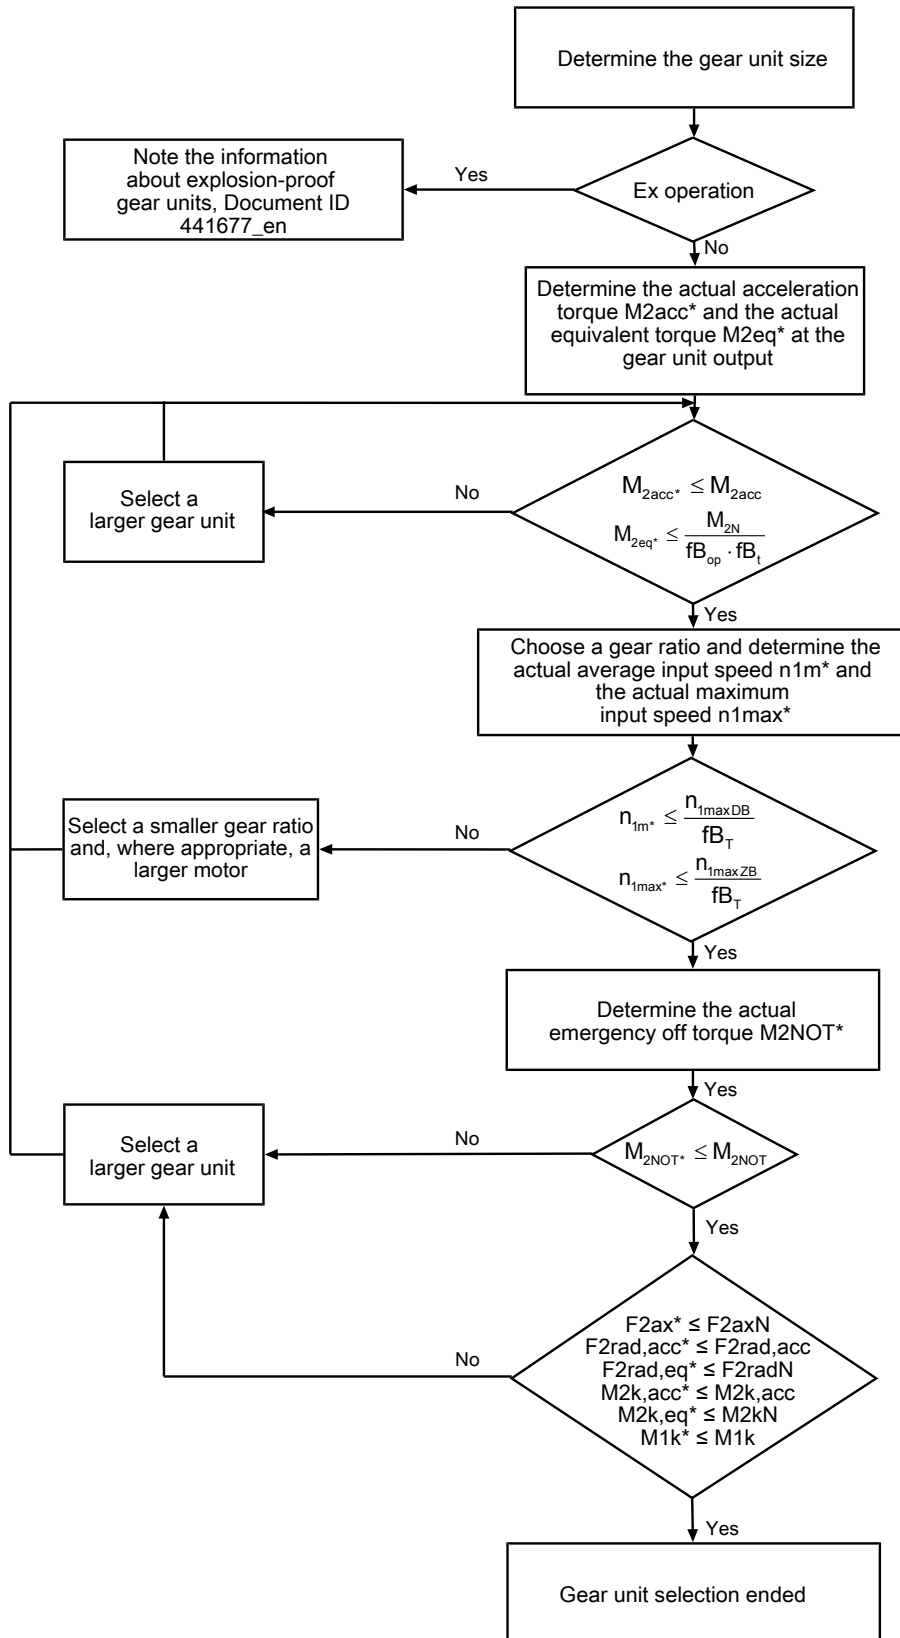 Determine the gear unit size
Note the information
about explosion-proof
gear units, Document ID
441677_en
Yes
Ex operation
No
Determine the actual acceleration
torque M2acc* and the actual
equivalent torque M2eq* at the
gear unit output
Select a
larger gear unit
No
M2acc* ≤ M2acc
M2eq* ≤ M2N / fBop · fBt
Yes
Choose a gear ratio and determine the
actual average input speed n1m* and
the actual maximum
input speed n1max*
Select a smaller gear ratio
and, where appropriate, a
larger motor
No
n1m* ≤ n1maxDB / fBT
n1max* ≤ n1maxZB / fBT
Yes
Determine the actual
emergency off torque M2NOT*
Yes
Select a
larger gear unit
No
M2NOT* ≤ M2NOT
Yes
No
F2ax* ≤ F2axN
F2rad,acc* ≤ F2rad,acc
F2rad,eq* ≤ F2radN
M2k,acc* ≤ M2k,acc
M2k,eq* ≤ M2kN
M1k* ≤ M1k
Yes
Gear unit selection ended